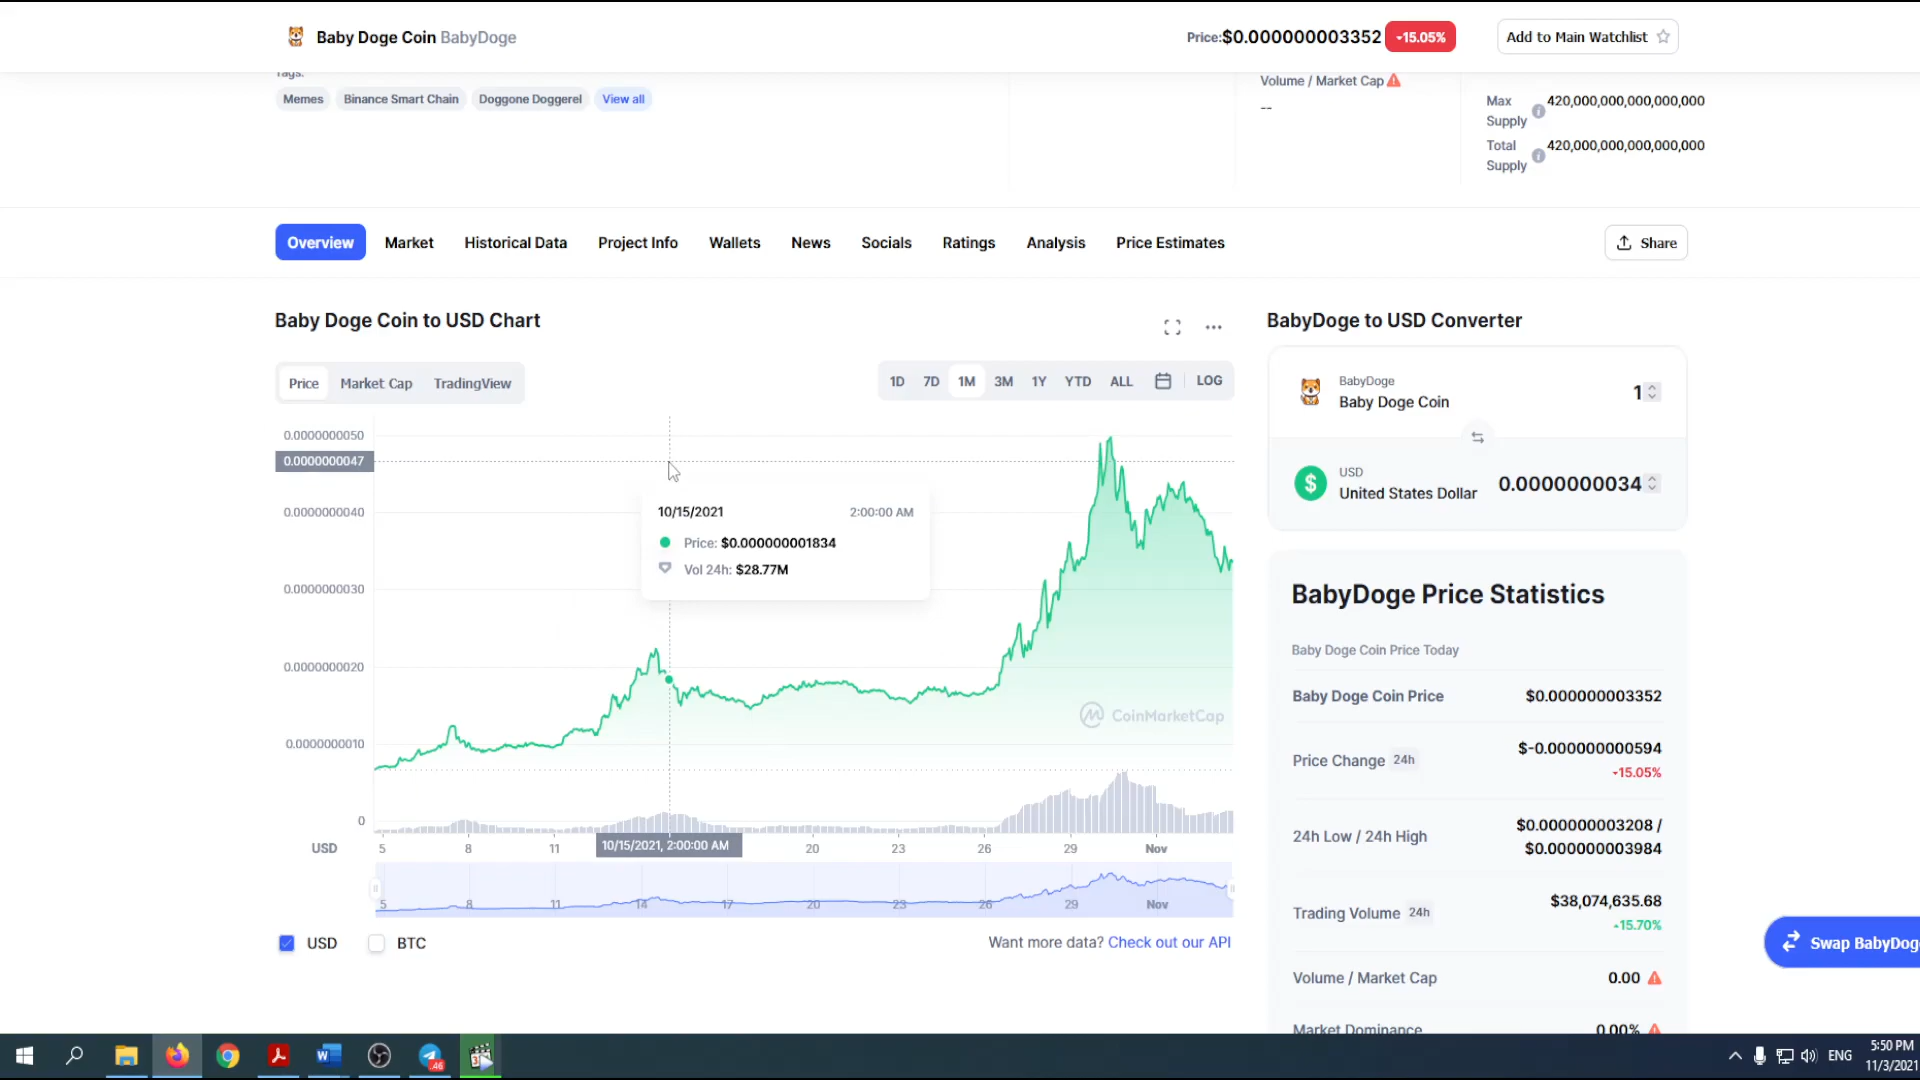 Baby Doge Coin BabyDoge
Price:$0.000000003352 -15.05%
Add to Main Watchlist
Tags:
Memes Binance Smart Chain Doggone Doggerel View all
Volume / Market Cap
--
Max Supply 420,000,000,000,000,000
Total Supply 420,000,000,000,000,000
Overview Market Historical Data Project Info Wallets News Socials Ratings Analysis Price Estimates
Share
Baby Doge Coin to USD Chart
Price Market Cap TradingView
1D 7D 1M 3M 1Y YTD ALL LOG
0.0000000050
0.0000000047
0.0000000040
0.0000000030
0.0000000020
0.0000000010
0
10/15/2021 2:00:00 AM
Price: $0.000000001834
Vol 24h: $28.77M
CoinMarketCap
USD 5 8 11 10/15/2021, 2:00:00 AM 20 23 26 29 Nov
5 8 11 14 17 20 23 26 29 Nov
USD BTC
Want more data? Check out our API
BabyDoge to USD Converter
BabyDoge
Baby Doge Coin
1
USD
United States Dollar
0.0000000034
BabyDoge Price Statistics
Baby Doge Coin Price Today
Baby Doge Coin Price $0.000000003352
Price Change 24h $-0.000000000594
-15.05%
24h Low / 24h High $0.000000003208 /
$0.000000003984
Trading Volume 24h $38,074,635.68
15.70%
Volume / Market Cap 0.00
Market Dominance 0.00%
Swap BabyDoge
46
ENG
5:50 PM
11/3/2021